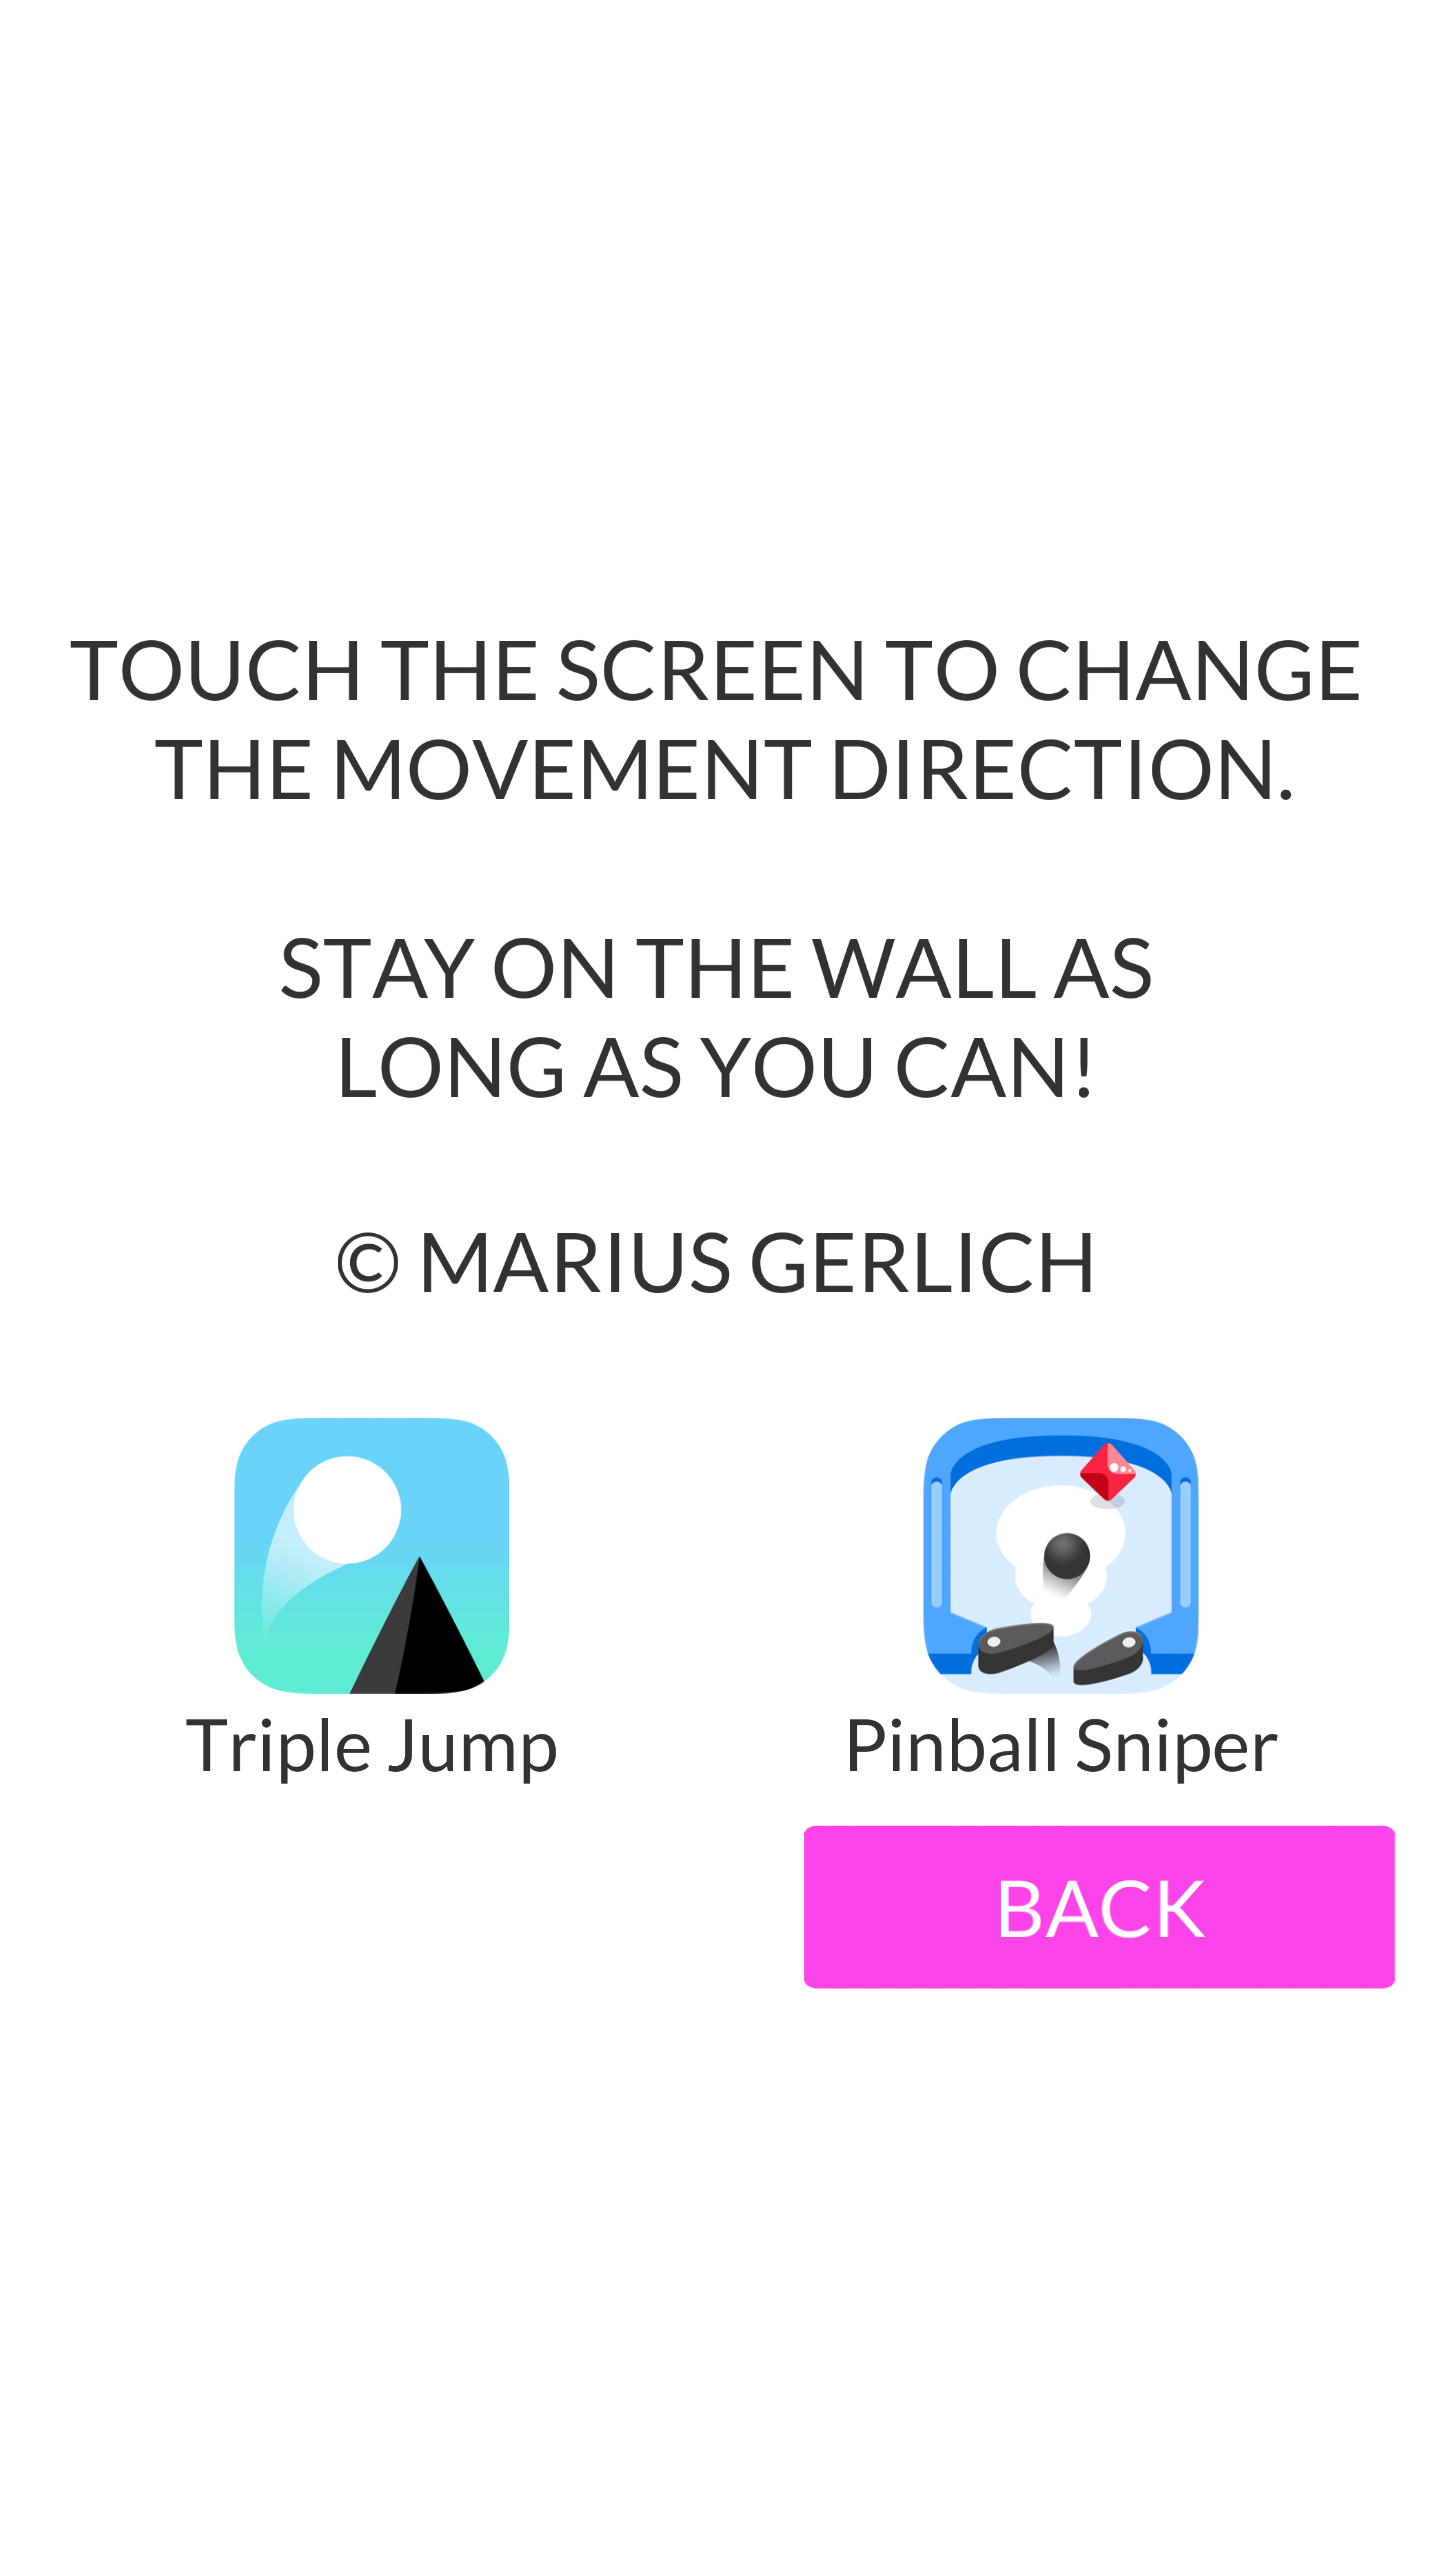 TOUCH THE SCREEN TO CHANGE
THE MOVEMENT DIRECTION.
STAY ON THE WALL AS
LONG AS YOU CAN!
© MARIUS GERLICH
Triple Jump
Pinball Sniper
BACK